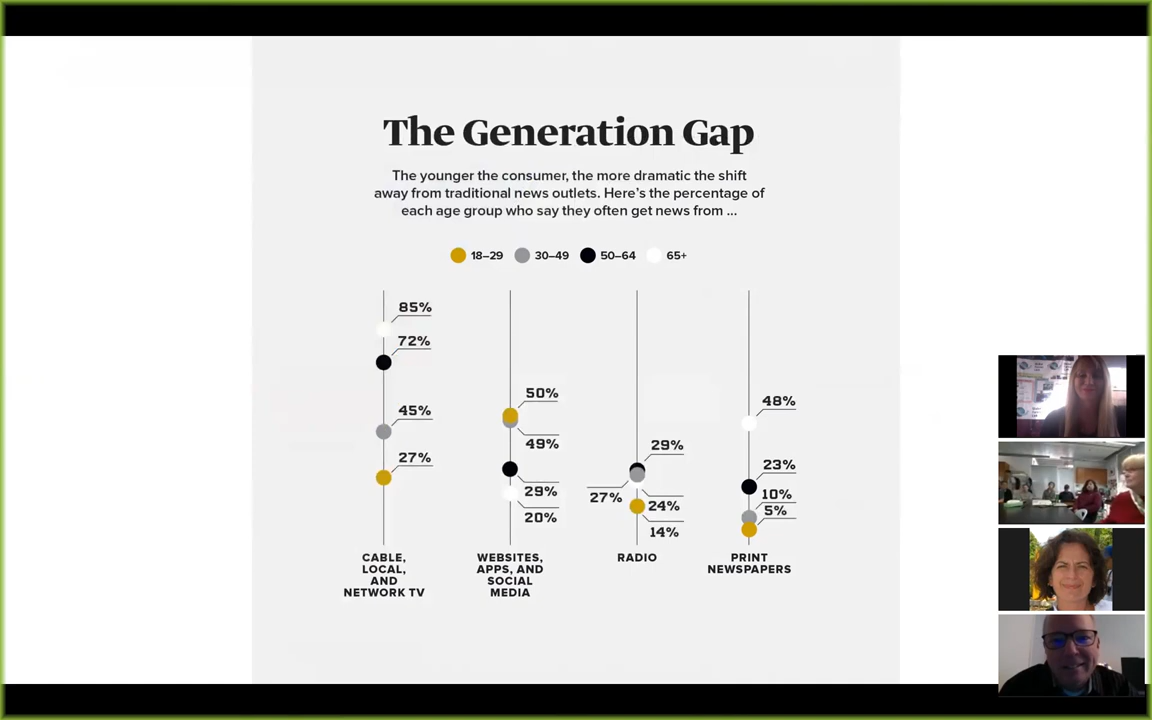 The Generation Gap
The younger the consumer, the more dramatic the shift
away from traditional news outlets. Here's the percentage of
each age group who say they often get news from ...
18–29 30–49 50–64 65+
85%
72%
45%
27%
CABLE,
LOCAL,
AND
NETWORK TV
50%
49%
29%
20%
WEBSITES,
APPS, AND
SOCIAL
MEDIA
29%
27%
24%
14%
RADIO
48%
23%
10%
5%
PRINT
NEWSPAPERS